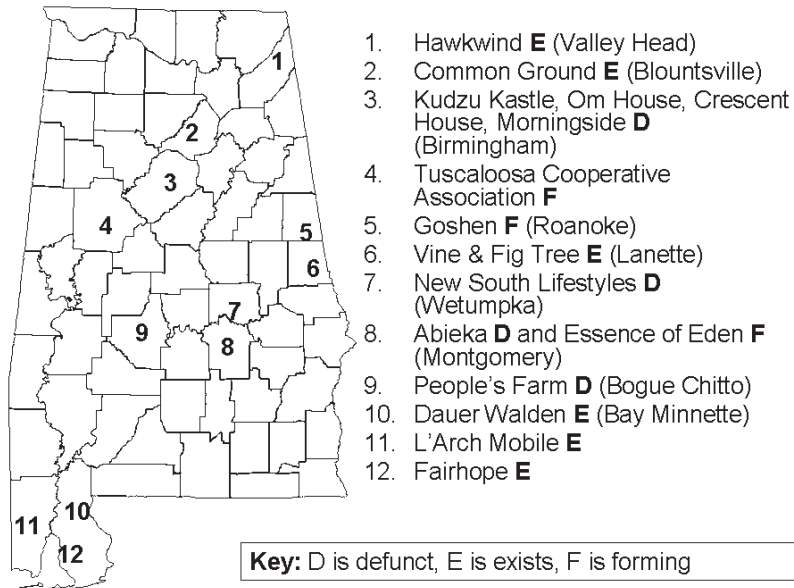 1
2
3
4
5
6
7
8
9
10
11
12
1. Hawkwind E (Valley Head)
2. Common Ground E (Blountsville)
3. Kudzu Kastle, Om House, Crescent
House, Morningside D
(Birmingham)
4. Tuscaloosa Cooperative
Association F
5. Goshen F (Roanoke)
6. Vine & Fig Tree E (Lanette)
7. New South Lifestyles D
(Wetumpka)
8. Abieka D and Essence of Eden F
(Montgomery)
9. People's Farm D (Bogue Chitto)
10. Dauer Walden E (Bay Minnette)
11. L'Arch Mobile E
12. Fairhope E
Key: D is defunct, E is exists, F is forming